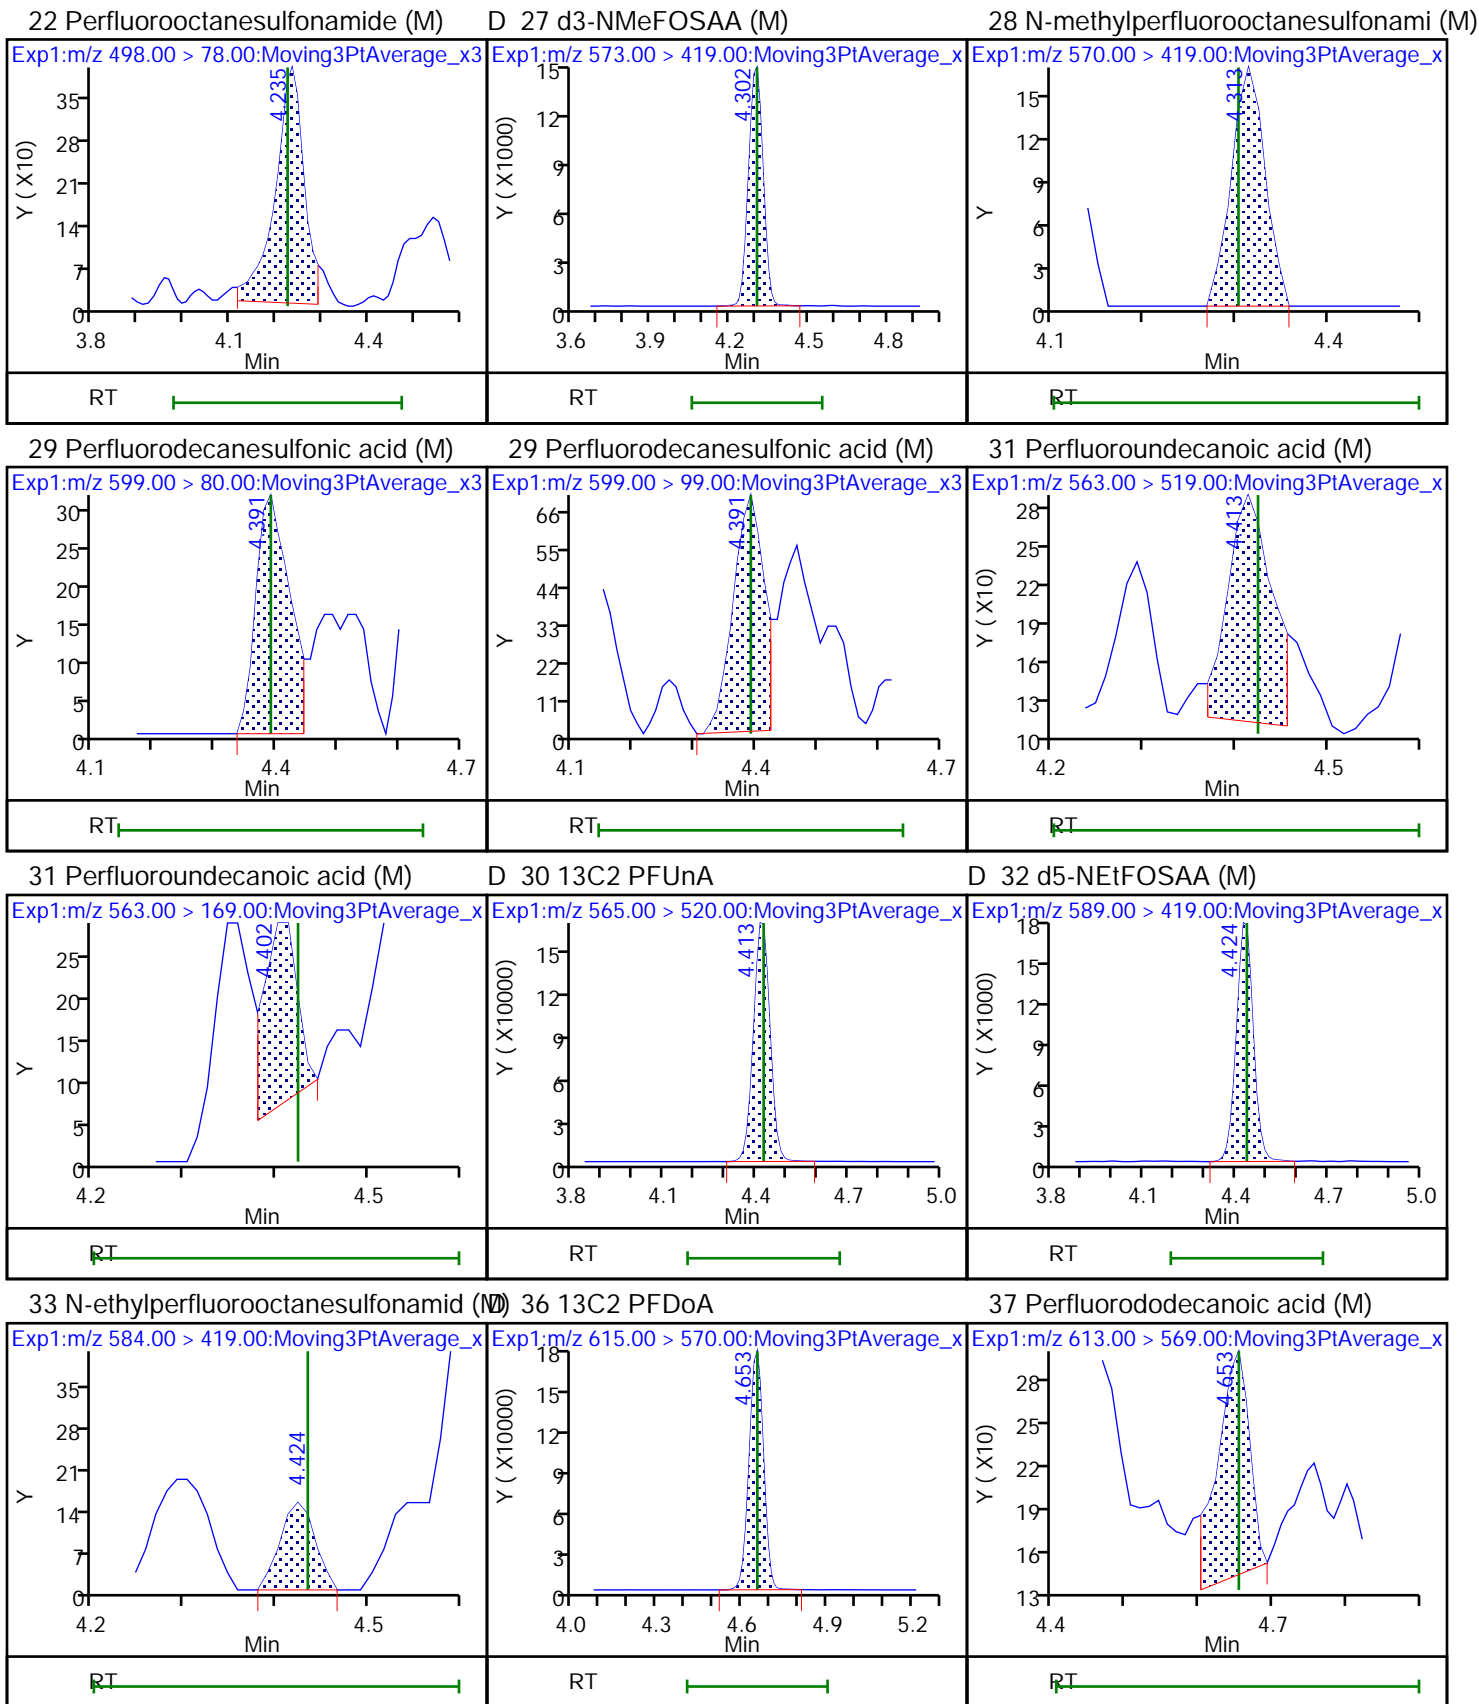 22 Perfluorooctanesulfonamide (M)
Exp1:m/z 498.00 > 78.00:Moving3PtAverage_x3
Y ( X10)
35
28
21
14
7
0
4.235
3.8 4.1 4.4
Min
RT
D 27 d3-NMeFOSAA (M)
Exp1:m/z 573.00 > 419.00:Moving3PtAverage_x
Y ( X1000)
15
12
9
6
3
0
4.302
3.6 3.9 4.2 4.5 4.8
Min
RT
28 N-methylperfluorooctanesulfonami (M)
Exp1:m/z 570.00 > 419.00:Moving3PtAverage_x
Y
15
12
9
6
3
0
4.313
4.1 4.4
Min
RT
29 Perfluorodecanesulfonic acid (M)
Exp1:m/z 599.00 > 80.00:Moving3PtAverage_x3
Y
30
25
20
15
10
5
0
4.391
4.1 4.4 4.7
Min
RT
29 Perfluorodecanesulfonic acid (M)
Exp1:m/z 599.00 > 99.00:Moving3PtAverage_x3
Y
66
55
44
33
22
11
0
4.391
4.1 4.4 4.7
Min
RT
31 Perfluoroundecanoic acid (M)
Exp1:m/z 563.00 > 519.00:Moving3PtAverage_x
Y ( X10)
28
25
22
19
16
13
10
4.413
4.2 4.5
Min
RT
31 Perfluoroundecanoic acid (M)
Exp1:m/z 563.00 > 169.00:Moving3PtAverage_x
Y
25
20
15
10
5
0
4.402
4.2 4.5
Min
RT
D 30 13C2 PFUnA
Exp1:m/z 565.00 > 520.00:Moving3PtAverage_x
Y ( X10000)
15
12
9
6
3
0
4.413
3.8 4.1 4.4 4.7 5.0
Min
RT
D 32 d5-NEtFOSAA (M)
Exp1:m/z 589.00 > 419.00:Moving3PtAverage_x
Y ( X1000)
18
15
12
9
6
3
0
4.424
3.8 4.1 4.4 4.7 5.0
Min
RT
33 N-ethylperfluorooctanesulfonamid (M)
Exp1:m/z 584.00 > 419.00:Moving3PtAverage_x
Y
35
28
21
14
7
0
4.424
4.2 4.5
Min
RT
D 36 13C2 PFDoA
Exp1:m/z 615.00 > 570.00:Moving3PtAverage_x
Y ( X10000)
18
15
12
9
6
3
0
4.653
4.0 4.3 4.6 4.9 5.2
Min
RT
37 Perfluorododecanoic acid (M)
Exp1:m/z 613.00 > 569.00:Moving3PtAverage_x
Y ( X10)
28
25
22
19
16
13
4.653
4.4 4.7
Min
RT